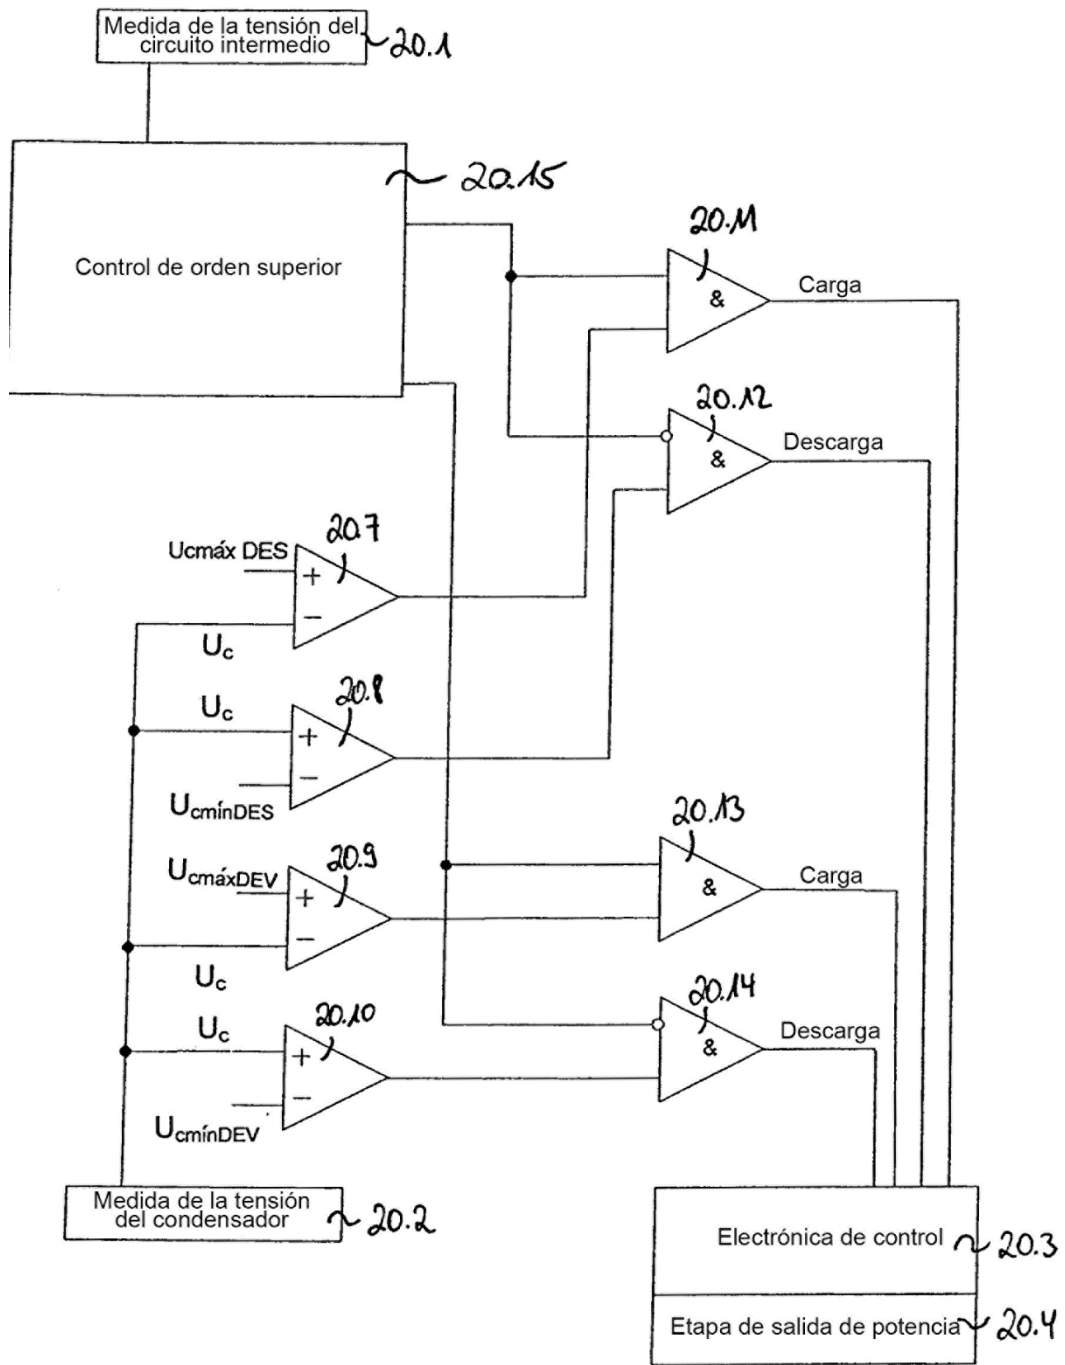 Medida de la tensión del
circuito intermedio
20.1
20.15
Control de orden superior
20.11
&
Carga
20.12
&
Descarga
Ucmáx DES
20.7
+
−
Uc
Uc
20.8
+
−
UcmínDES
UcmáxDEV
20.9
+
−
Uc
20.13
&
Carga
Uc
20.10
+
−
UcmínDEV
20.14
&
Descarga
Medida de la tensión
del condensador
20.2
Electrónica de control
20.3
Etapa de salida de potencia
20.4